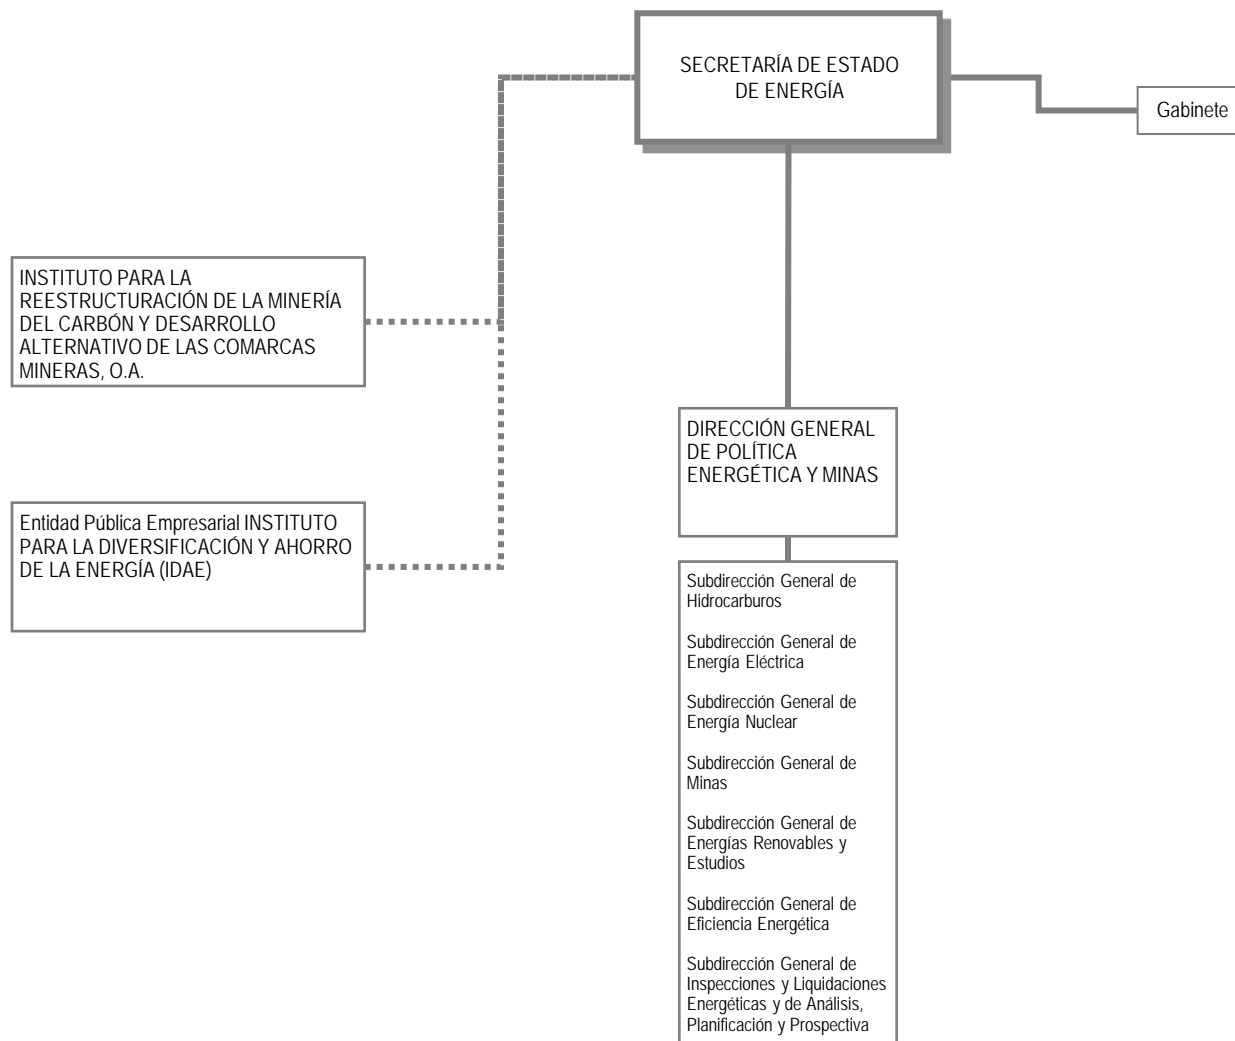 SECRETARÍA DE ESTADO
DE ENERGÍA
Gabinete
INSTITUTO PARA LA
REESTRUCTURACIÓN DE LA MINERÍA
DEL CARBÓN Y DESARROLLO
ALTERNATIVO DE LAS COMARCAS
MINERAS, O.A.
Entidad Pública Empresarial INSTITUTO
PARA LA DIVERSIFICACIÓN Y AHORRO
DE LA ENERGÍA (IDAE)
DIRECCIÓN GENERAL
DE POLÍTICA
ENERGÉTICA Y MINAS
Subdirección General de
Hidrocarburos
Subdirección General de
Energía Eléctrica
Subdirección General de
Energía Nuclear
Subdirección General de
Minas
Subdirección General de
Energías Renovables y
Estudios
Subdirección General de
Eficiencia Energética
Subdirección General de
Inspecciones y Liquidaciones
Energéticas y de Análisis,
Planificación y Prospectiva